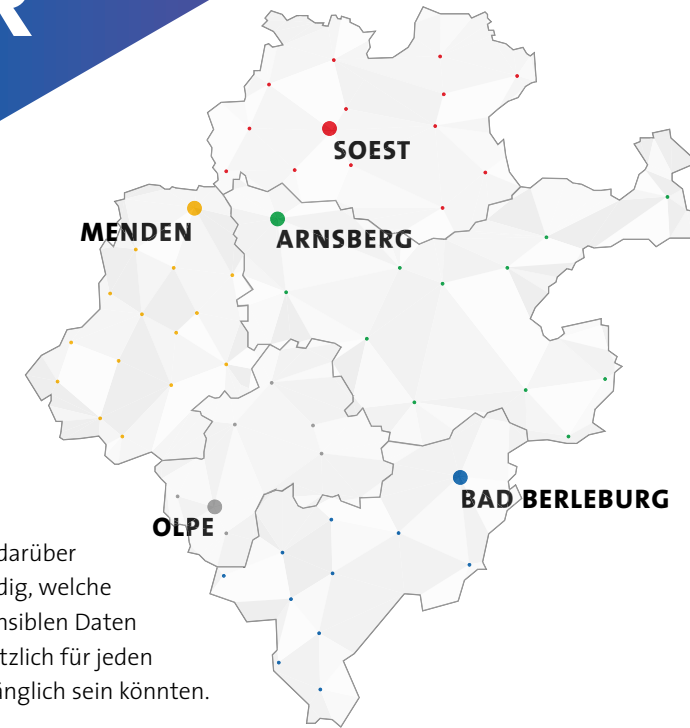 R
SOEST
MENDEN
ARNSBERG
BAD BERLEBURG
OLPE
darüber
dig, welche
nsiblen Daten
tzlich für jeden
änglich sein könnten.